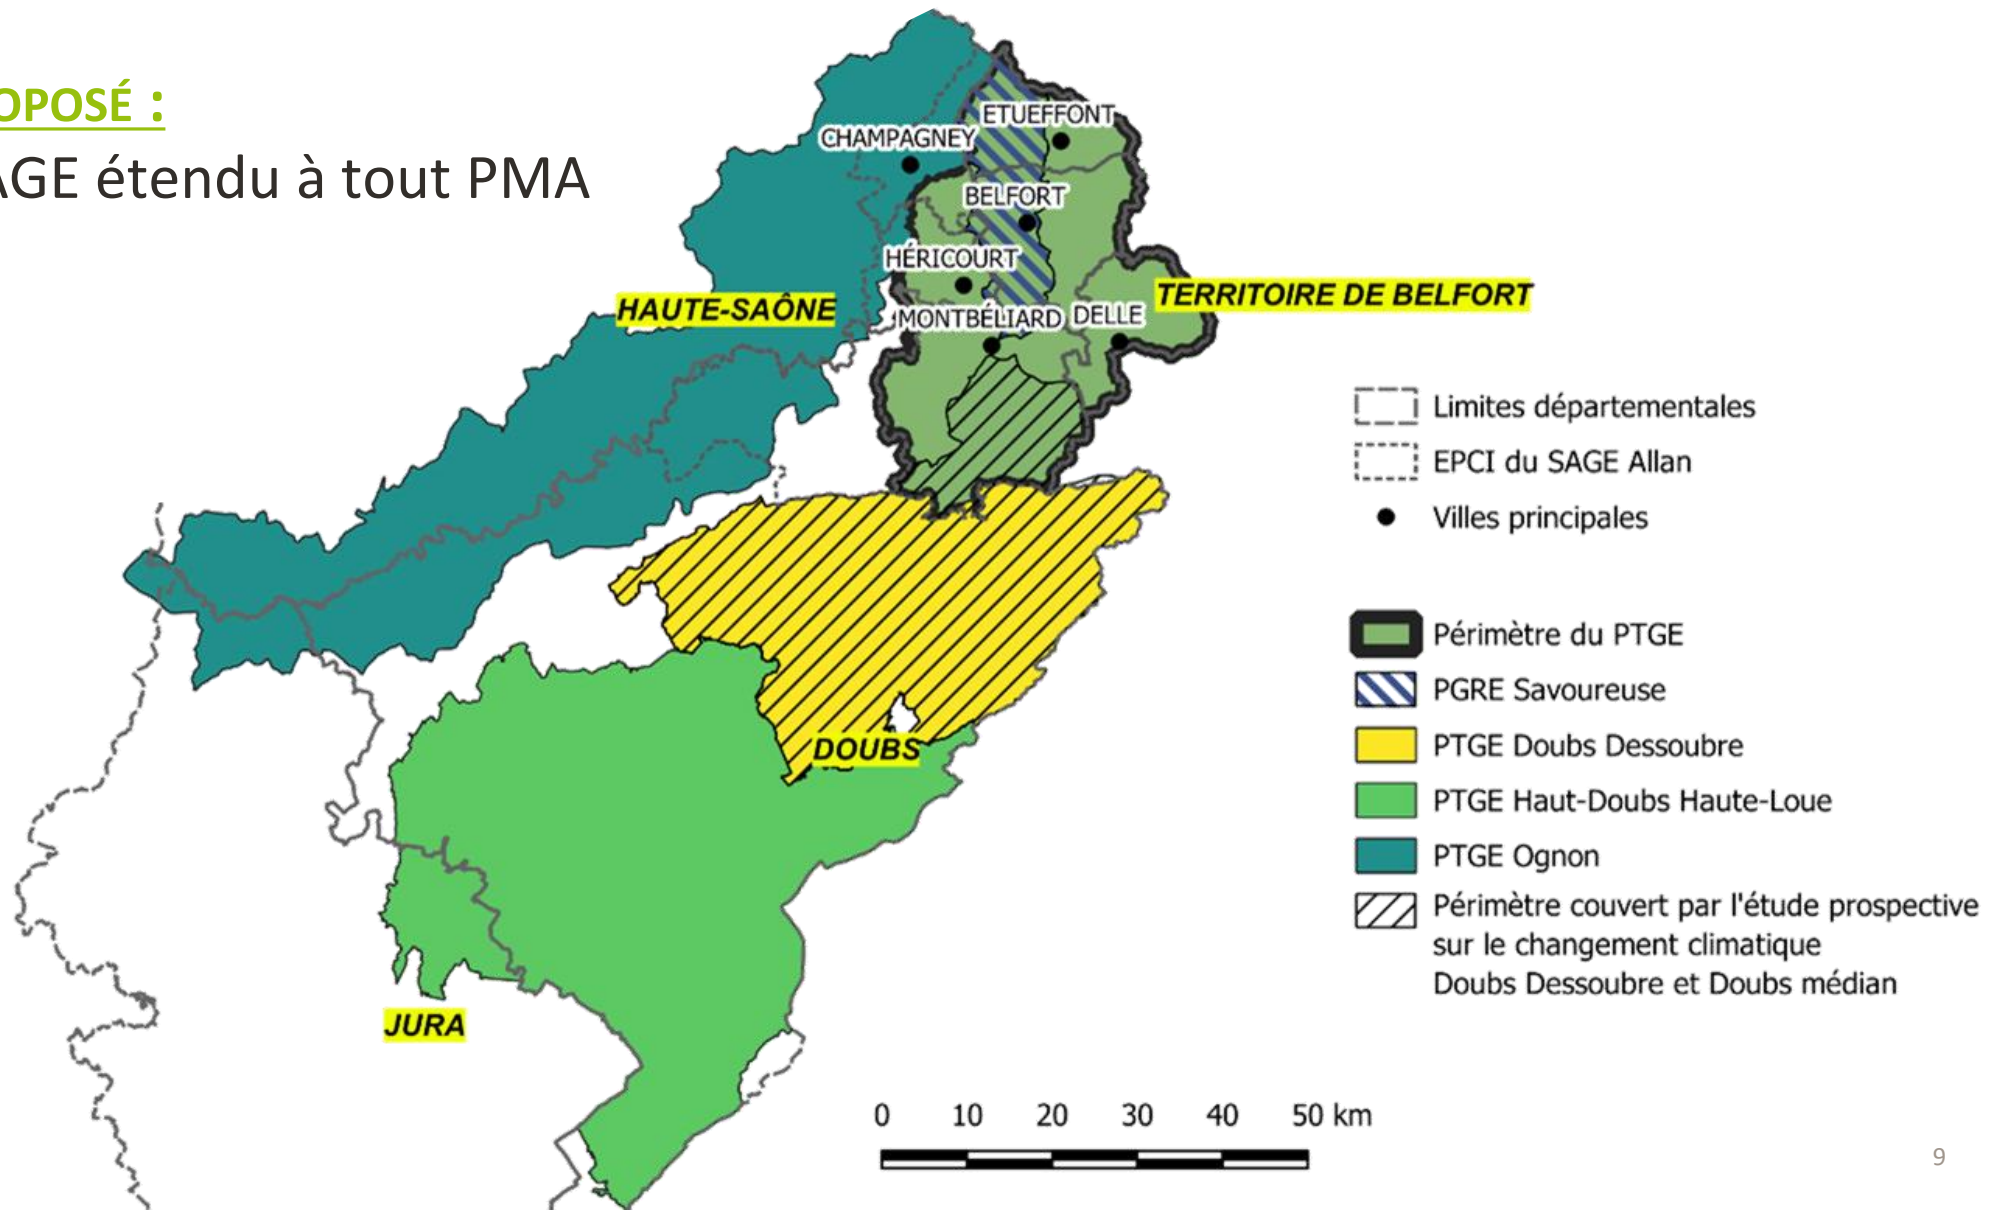 OPOSÉ :
AGE étendu à tout PMA
ETUEFFONT
CHAMPAGNEY
BELFORT
HÉRICOURT
TERRITOIRE DE BELFORT
HAUTE-SAÔNE
MONTBÉLIARD
DELLE
DOUBS
JURA
Limites départementales
EPCI du SAGE Allan
Villes principales
Périmètre du PTGE
PGRE Savoureuse
PTGE Doubs Dessoubre
PTGE Haut-Doubs Haute-Loue
PTGE Ognon
Périmètre couvert par l'étude prospective
sur le changement climatique
Doubs Dessoubre et Doubs médian
0 10 20 30 40 50 km
9